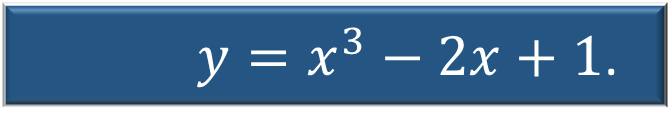 y = x³ − 2x + 1.